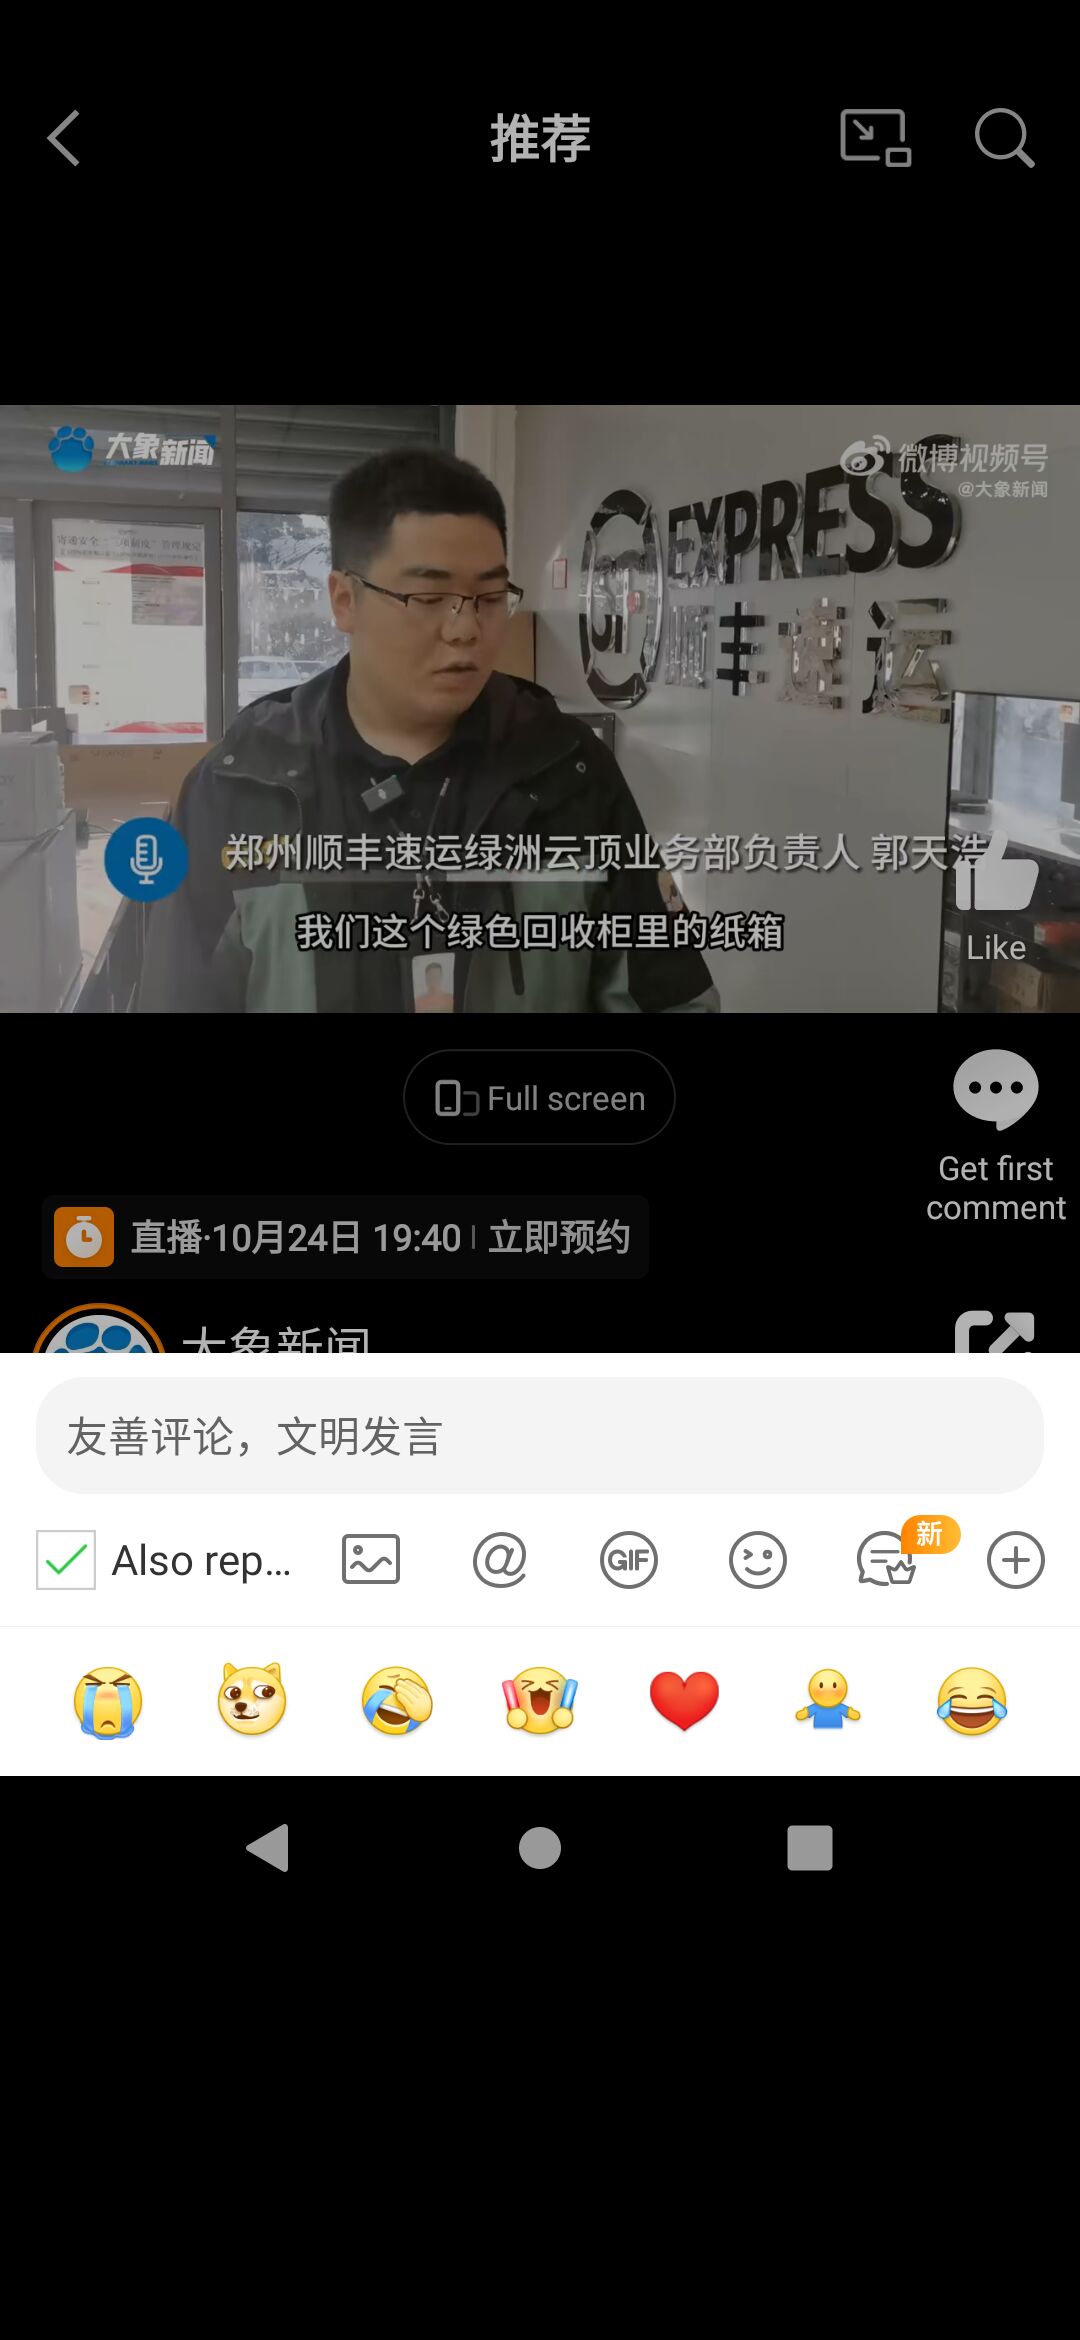 推荐
大象新闻
微博视频号
@大象新闻
EXPRESS
SF
顺丰速运
郑州顺丰速运绿洲云顶业务部负责人 郭天浩
我们这个绿色回收柜里的纸箱
Like
Full screen
Get first
comment
直播·10月24日 19:40 | 立即预约
大象新闻
友善评论，文明发言
Also rep...
GIF
新